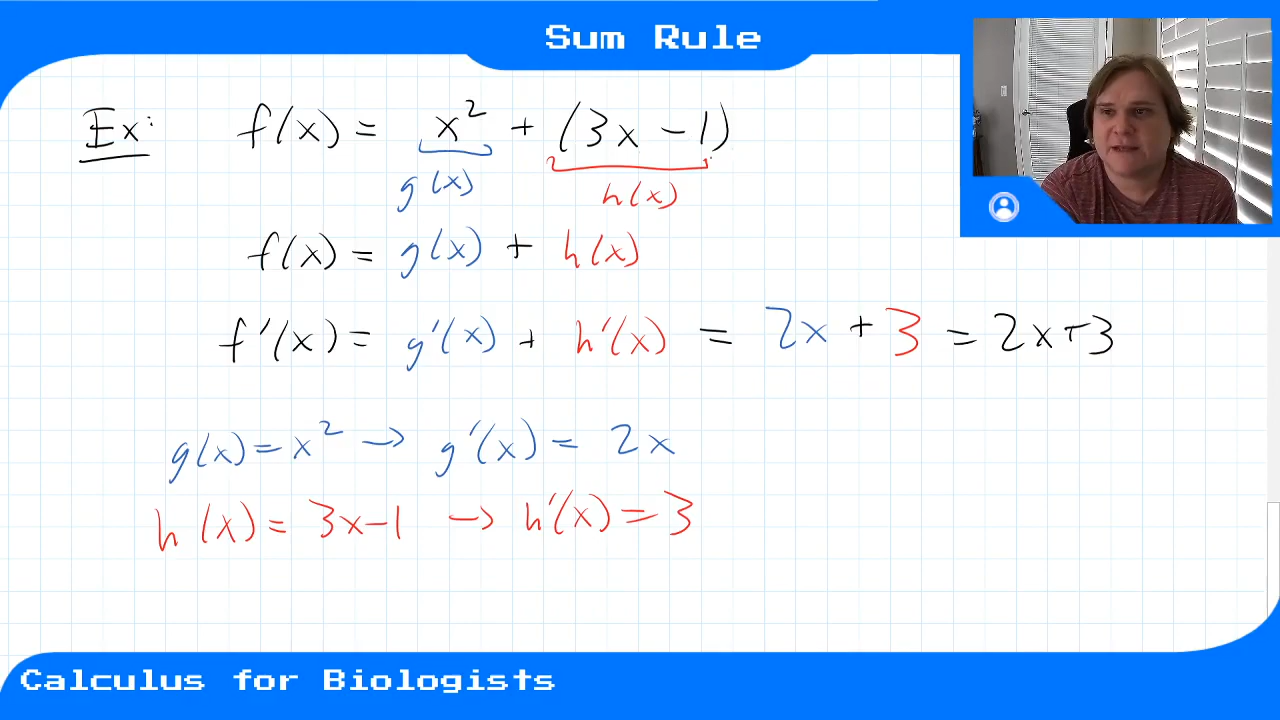 Sum Rule
Ex: f(x) = x² + (3x - 1)
g(x) h(x)
f(x) = g(x) + h(x)
f'(x) = g'(x) + h'(x) = 2x + 3 = 2x+3
g(x) = x² → g'(x) = 2x
h(x) = 3x-1 → h'(x) = 3
Calculus for Biologists